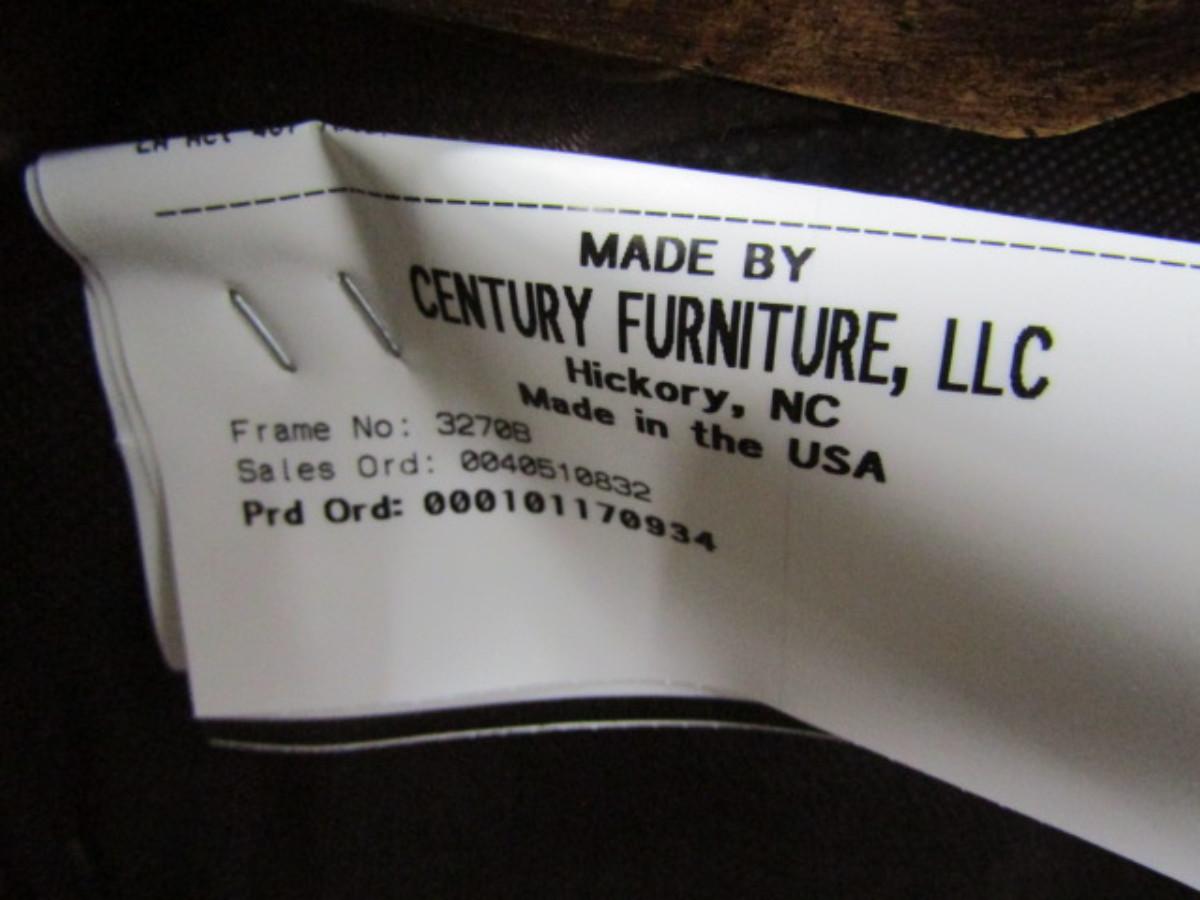 MADE BY
CENTURY FURNITURE, LLC
Hickory, NC
Made in the USA
Frame No: 3270B
Sales Ord: 0040510832
Prd Ord: 000101170934